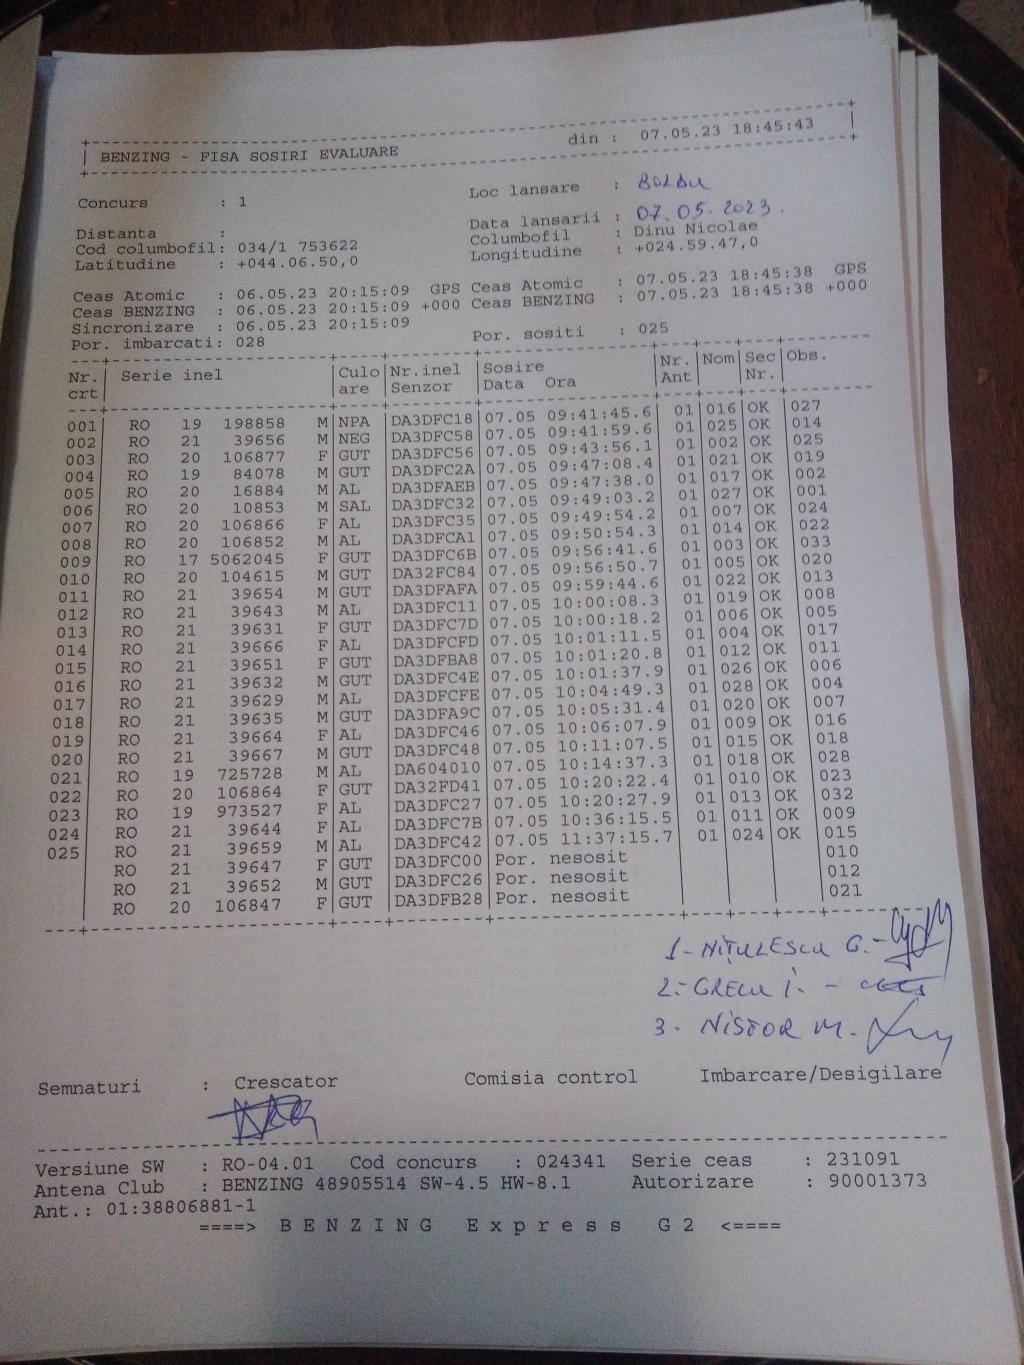 BENZING - FISA SOSIRI EVALUARE din : 07.05.23 18:45:43
Concurs : 1 Loc lansare : BOLDU
Distanta : Data lansarii : 07.05.2023.
Cod columbofil: 034/1 753622 Columbofil : Dinu Nicolae
Latitudine : +044.06.50,0 Longitudine : +024.59.47,0
Ceas Atomic : 06.05.23 20:15:09 GPS Ceas Atomic : 07.05.23 18:45:38 GPS
Ceas BENZING : 06.05.23 20:15:09 +000 Ceas BENZING : 07.05.23 18:45:38 +000
Sincronizare : 06.05.23 20:15:09
Por. imbarcati: 028 Por. sositi : 025
Nr. crt Serie inel Culo are Nr.inel Senzor Sosire Data Ora Nr. Ant Nom Sec Nr. Obs.
001 RO 19 198858 M NPA DA3DFC18 07.05 09:41:45.6 01 016 OK 027
002 RO 21 39656 M NEG DA3DFC58 07.05 09:41:59.6 01 025 OK 014
003 RO 20 106877 F GUT DA3DFC56 07.05 09:43:56.1 01 002 OK 025
004 RO 19 84078 M GUT DA3DFC2A 07.05 09:47:08.4 01 021 OK 019
005 RO 20 16884 M AL DA3DFAEB 07.05 09:47:38.0 01 017 OK 002
006 RO 20 10853 M SAL DA3DFC32 07.05 09:49:03.2 01 027 OK 001
007 RO 20 106866 F AL DA3DFC35 07.05 09:49:54.2 01 007 OK 024
008 RO 20 106852 M AL DA3DFCA1 07.05 09:50:54.3 01 014 OK 022
009 RO 17 5062045 F GUT DA3DFC6B 07.05 09:56:41.6 01 003 OK 033
010 RO 20 104615 M GUT DA32FC84 07.05 09:56:50.7 01 005 OK 020
011 RO 21 39654 M GUT DA3DFAFA 07.05 09:59:44.6 01 022 OK 013
012 RO 21 39643 M AL DA3DFC11 07.05 10:00:08.3 01 019 OK 008
013 RO 21 39631 F GUT DA3DFC7D 07.05 10:00:18.2 01 006 OK 005
014 RO 21 39666 F AL DA3DFCFD 07.05 10:01:11.5 01 004 OK 017
015 RO 21 39651 F GUT DA3DFBA8 07.05 10:01:20.8 01 012 OK 011
016 RO 21 39632 M GUT DA3DFC4E 07.05 10:01:37.9 01 026 OK 006
017 RO 21 39629 M AL DA3DFCFE 07.05 10:04:49.3 01 028 OK 004
018 RO 21 39635 M GUT DA3DFA9C 07.05 10:05:31.4 01 020 OK 007
019 RO 21 39664 F AL DA3DFC46 07.05 10:06:07.9 01 009 OK 016
020 RO 21 39667 M GUT DA3DFC48 07.05 10:11:07.5 01 015 OK 018
021 RO 19 725728 M AL DA604010 07.05 10:14:37.3 01 018 OK 028
022 RO 20 106864 F GUT DA32FD41 07.05 10:20:22.4 01 010 OK 023
023 RO 19 973527 F AL DA3DFC27 07.05 10:20:27.9 01 013 OK 032
024 RO 21 39644 F AL DA3DFC7B 07.05 10:36:15.5 01 011 OK 009
025 RO 21 39659 M AL DA3DFC42 07.05 11:37:15.7 01 024 OK 015
RO 21 39647 F GUT DA3DFC00 Por. nesosit 010
RO 21 39652 M GUT DA3DFC26 Por. nesosit 012
RO 20 106847 F GUT DA3DFB28 Por. nesosit 021
1- NIȚULESCU G.-
2- GRECU I. -
3- NISTOR M.-
Semnaturi : Crescator Comisia control Imbarcare/Desigilare
Versiune SW : RO-04.01 Cod concurs : 024341 Serie ceas : 231091
Antena Club : BENZING 48905514 SW-4.5 HW-8.1 Autorizare : 90001373
Ant.: 01:38806881-1
====> B E N Z I N G E x p r e s s G 2 <====